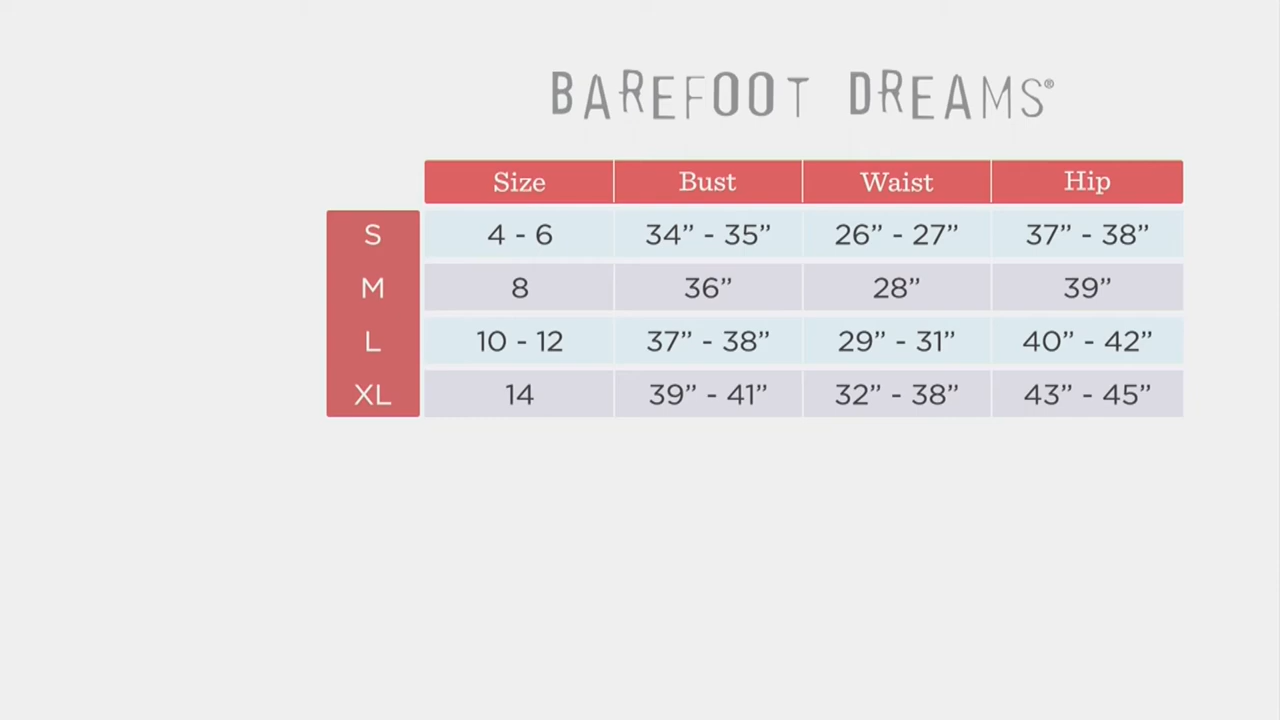 BAREFOOT DREAMS®
Size Bust Waist Hip
S 4 - 6 34” - 35” 26” - 27” 37” - 38”
M 8 36” 28” 39”
L 10 - 12 37” - 38” 29” - 31” 40” - 42”
XL 14 39” - 41” 32” - 38” 43” - 45”